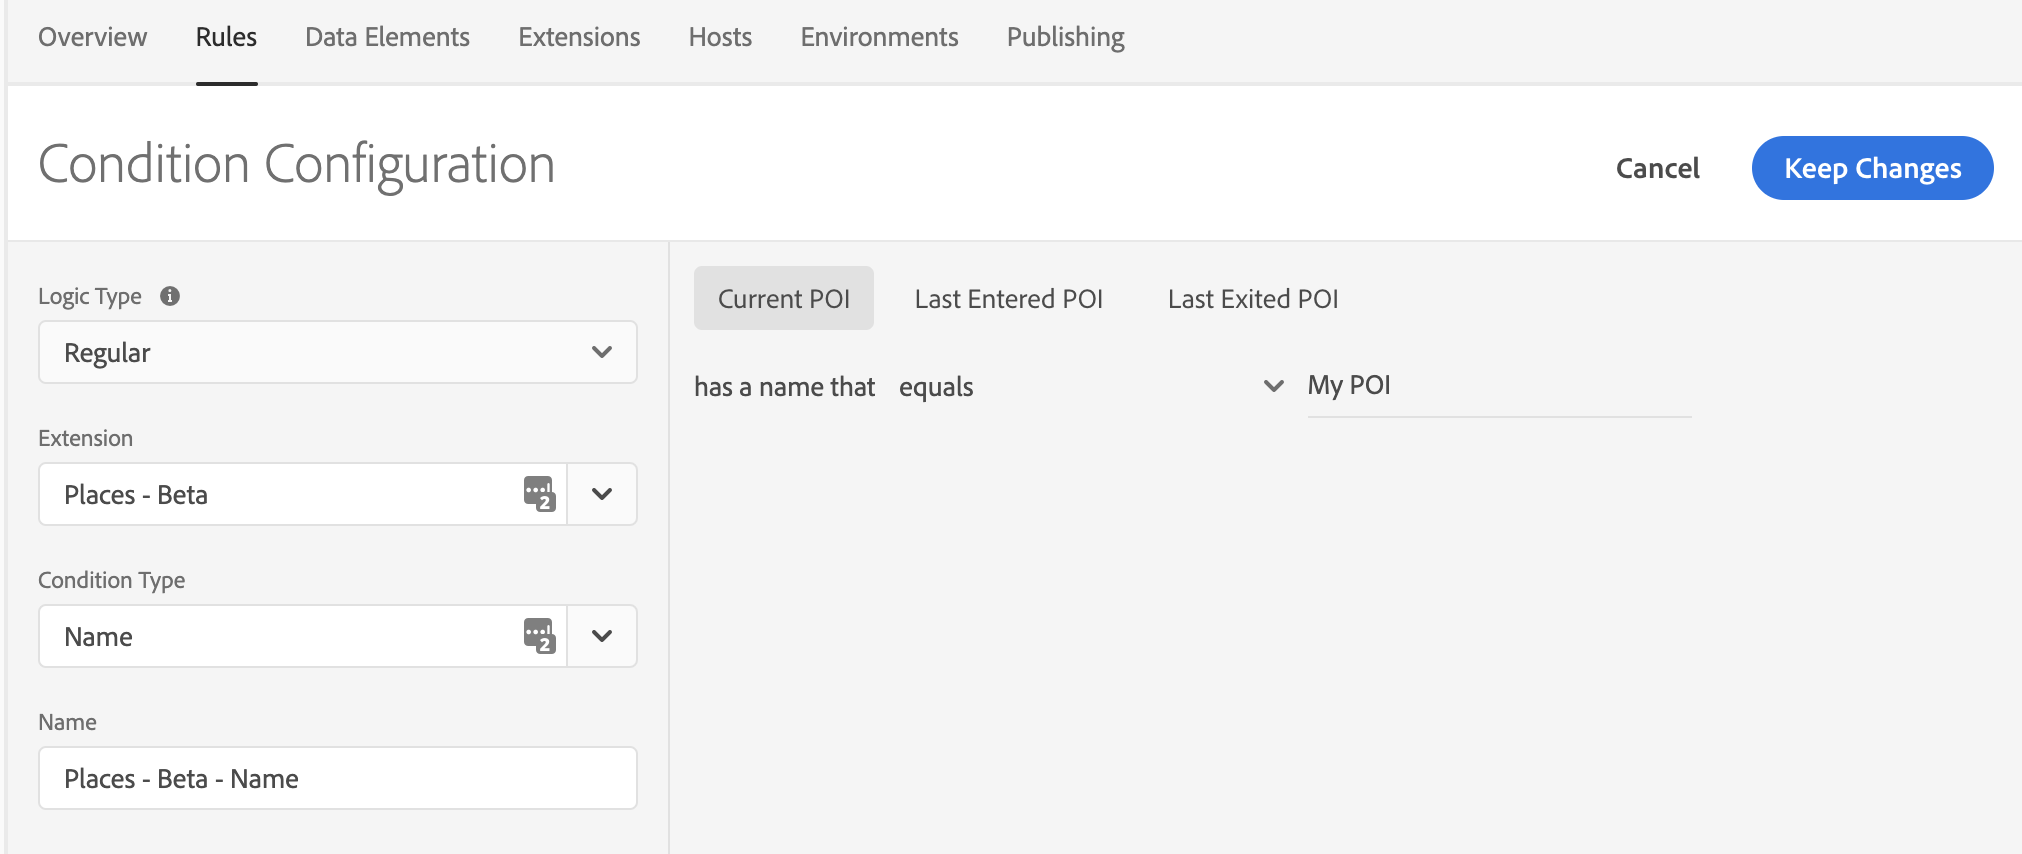 Overview Rules Data Elements Extensions Hosts Environments Publishing
Condition Configuration
Cancel Keep Changes
Logic Type
Regular
Extension
Places - Beta
2
Condition Type
Name
2
Name
Places - Beta - Name
Current POI Last Entered POI Last Exited POI
has a name that equals My POI